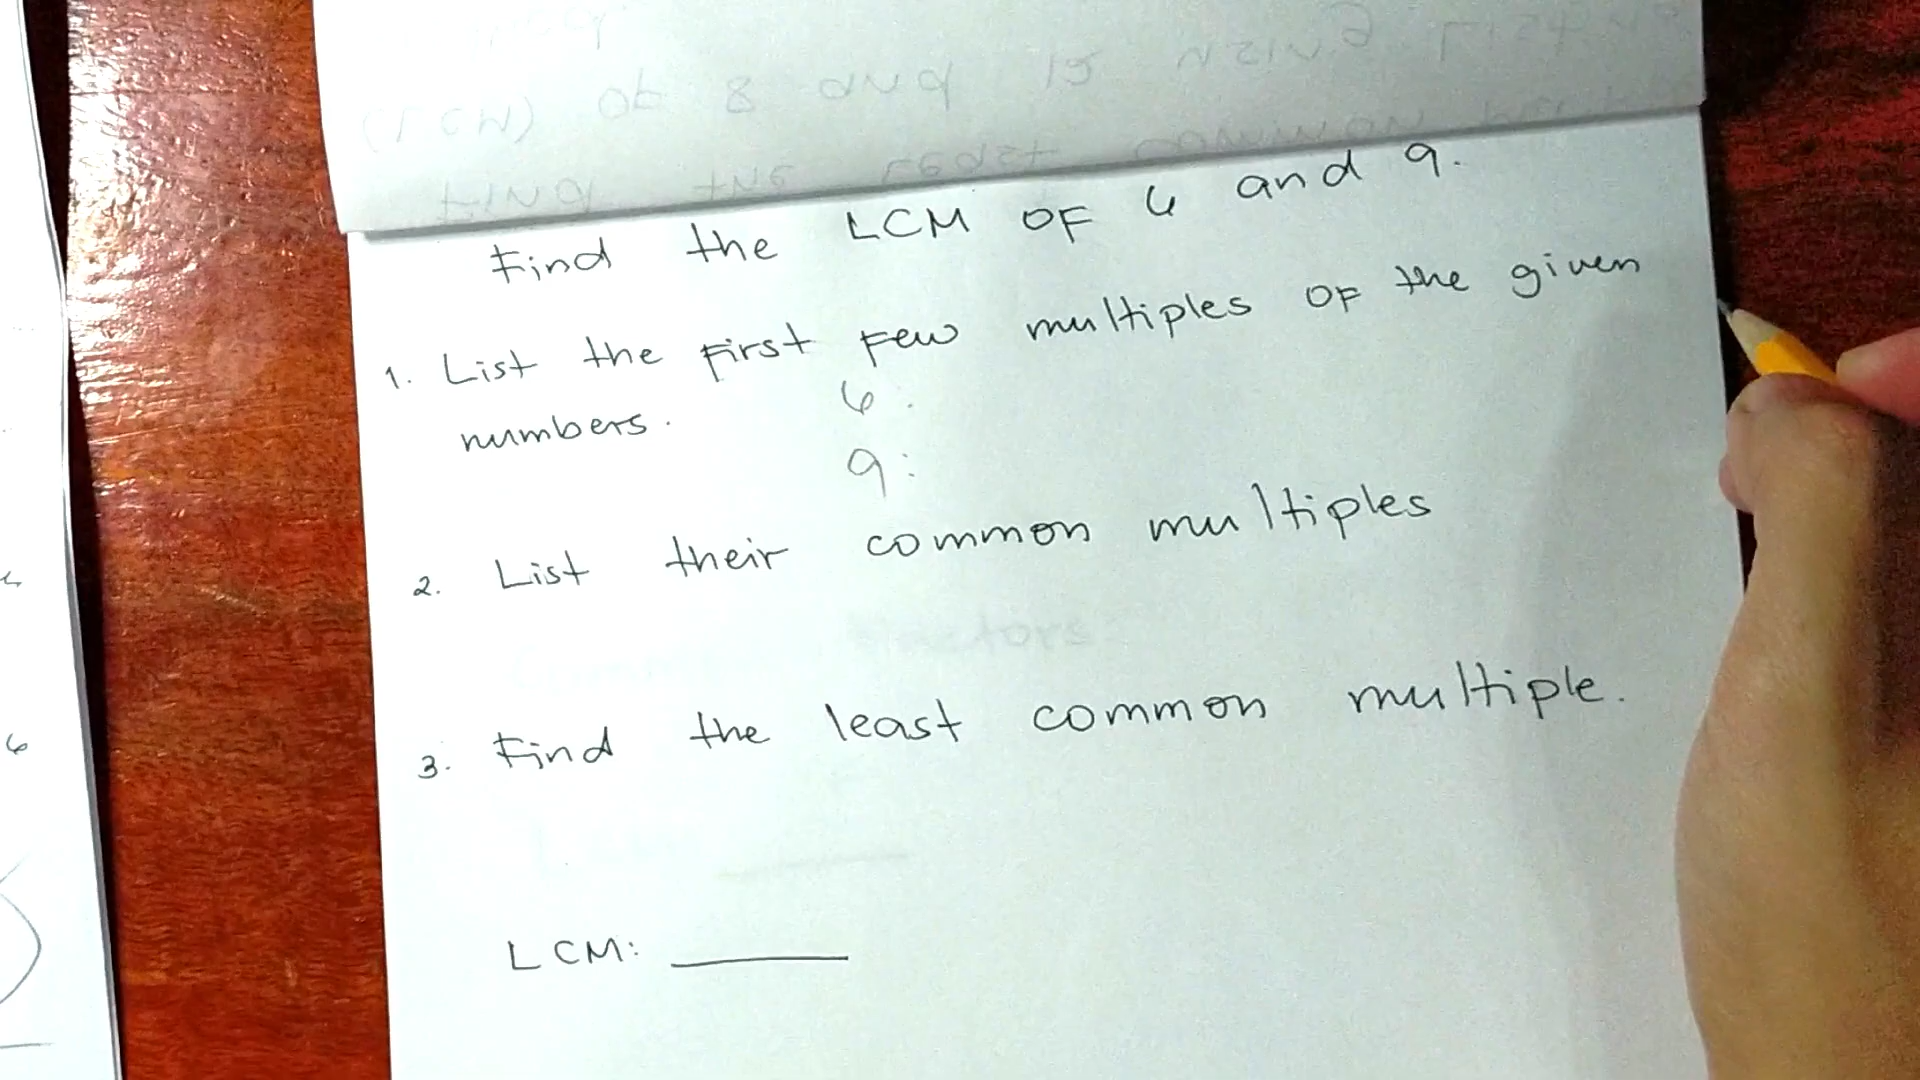 Find the LCM OF 6 and 9.
1. List the first few multiples OF the given
numbers.
6:
9:
2. List their common multiples
3. Find the least common multiple.
LCM:
6